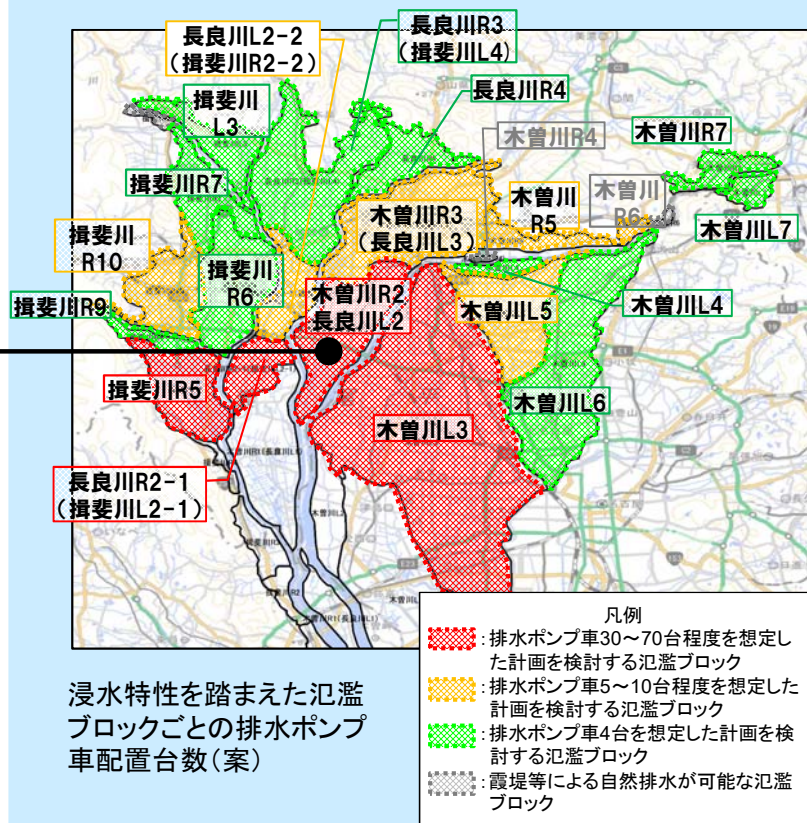 長良川L2-2
(揖斐川R2-2)
長良川R3
(揖斐川L4)
長良川R4
揖斐川
L3
木曽川R4
木曽川R7
揖斐川R7
木曽川
R5
木曽川
R6
木曽川R3
(長良川L3)
木曽川L7
揖斐川
R10
揖斐川
R6
木曽川R2
長良川L2
木曽川L5
木曽川L4
揖斐川R9
揖斐川R5
木曽川L3
木曽川L6
長良川R2-1
(揖斐川L2-1)
浸水特性を踏まえた氾濫
ブロックごとの排水ポンプ
車配置台数(案)
凡例
:排水ポンプ車30~70台程度を想定し
た計画を検討する氾濫ブロック
:排水ポンプ車5~10台程度を想定した
計画を検討する氾濫ブロック
:排水ポンプ車4台を想定した計画を検
討する氾濫ブロック
:霞堤等による自然排水が可能な氾濫
ブロック